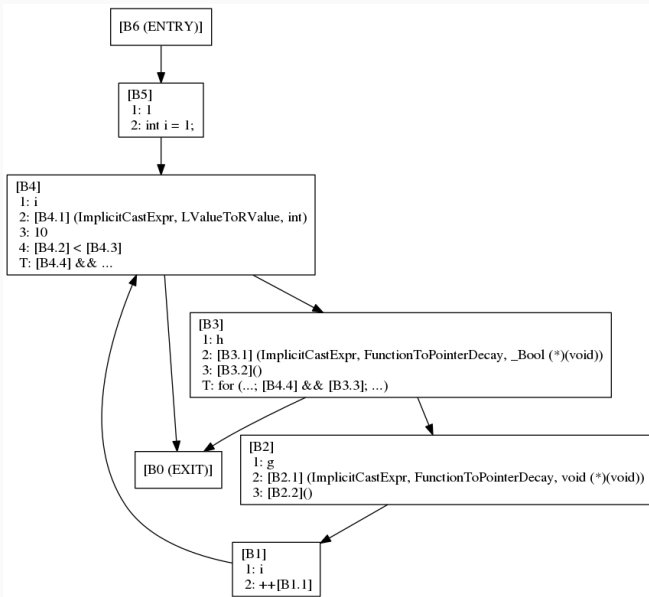 [B6 (ENTRY)]
[B5]
1: 1
2: int i = 1;
[B4]
1: i
2: [B4.1] (ImplicitCastExpr, LValueToRValue, int)
3: 10
4: [B4.2] < [B4.3]
T: [B4.4] && ...
[B3]
1: h
2: [B3.1] (ImplicitCastExpr, FunctionToPointerDecay, _Bool (*)(void))
3: [B3.2]()
T: for (...; [B4.4] && [B3.3]; ...)
[B0 (EXIT)]
[B2]
1: g
2: [B2.1] (ImplicitCastExpr, FunctionToPointerDecay, void (*)(void))
3: [B2.2]()
[B1]
1: i
2: ++[B1.1]